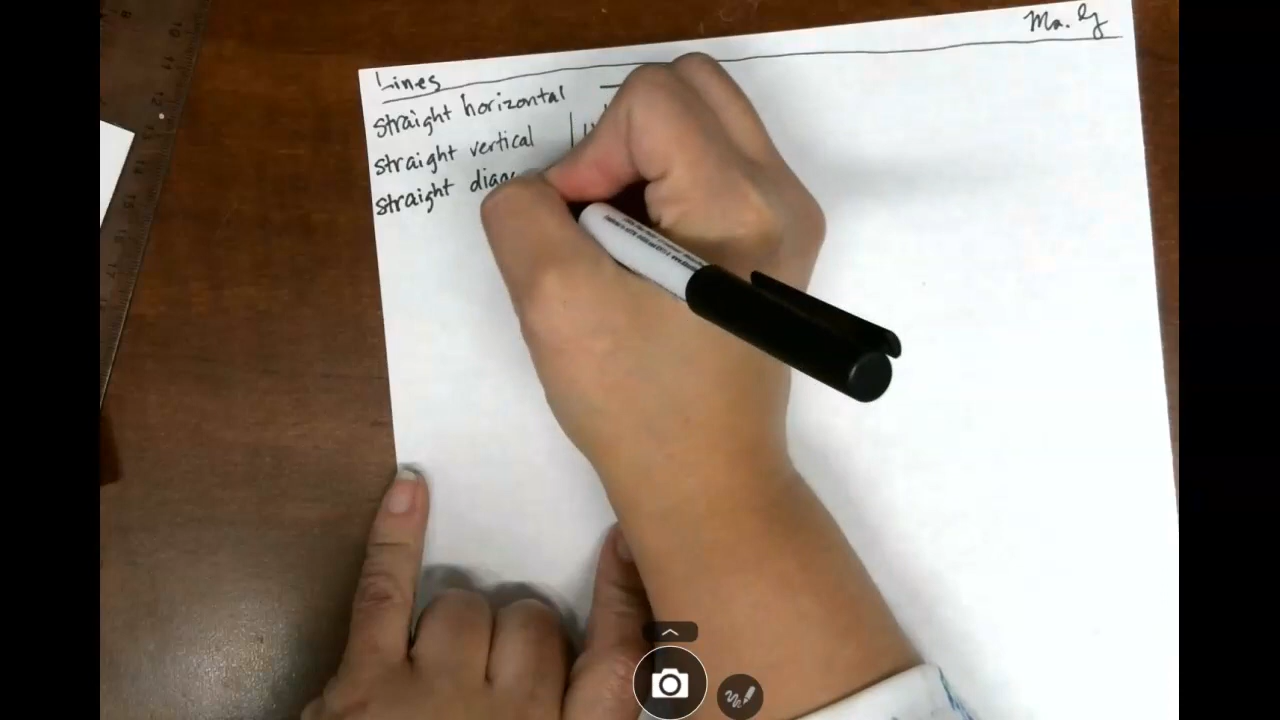 Ms. G
Lines
straight horizontal
straight vertical
straight